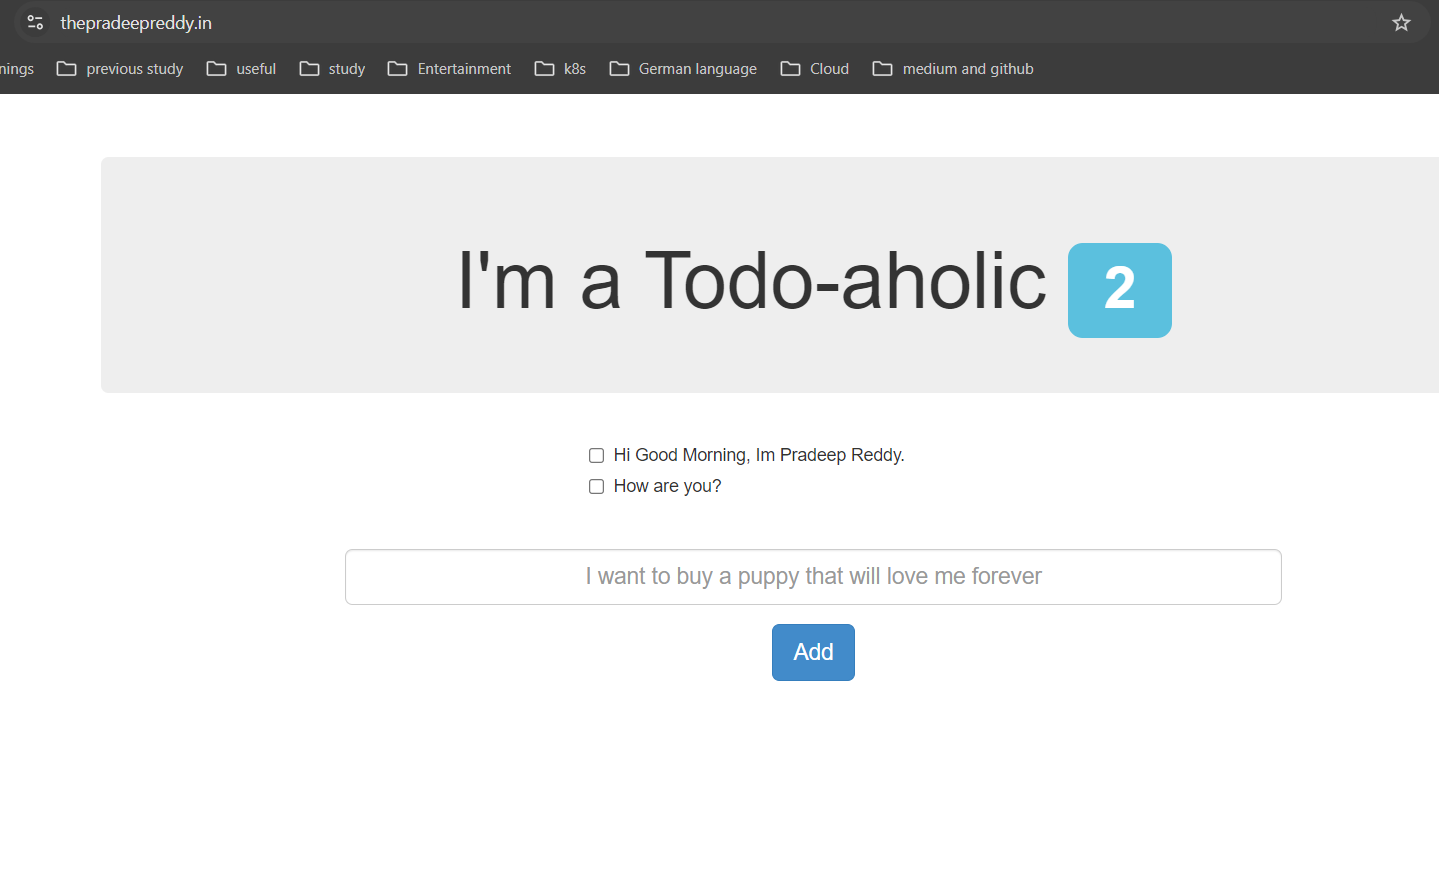 thepradeepreddy.in
nings previous study useful study Entertainment k8s German language Cloud medium and github
I'm a Todo-aholic 2
Hi Good Morning, Im Pradeep Reddy.
How are you?
I want to buy a puppy that will love me forever
Add